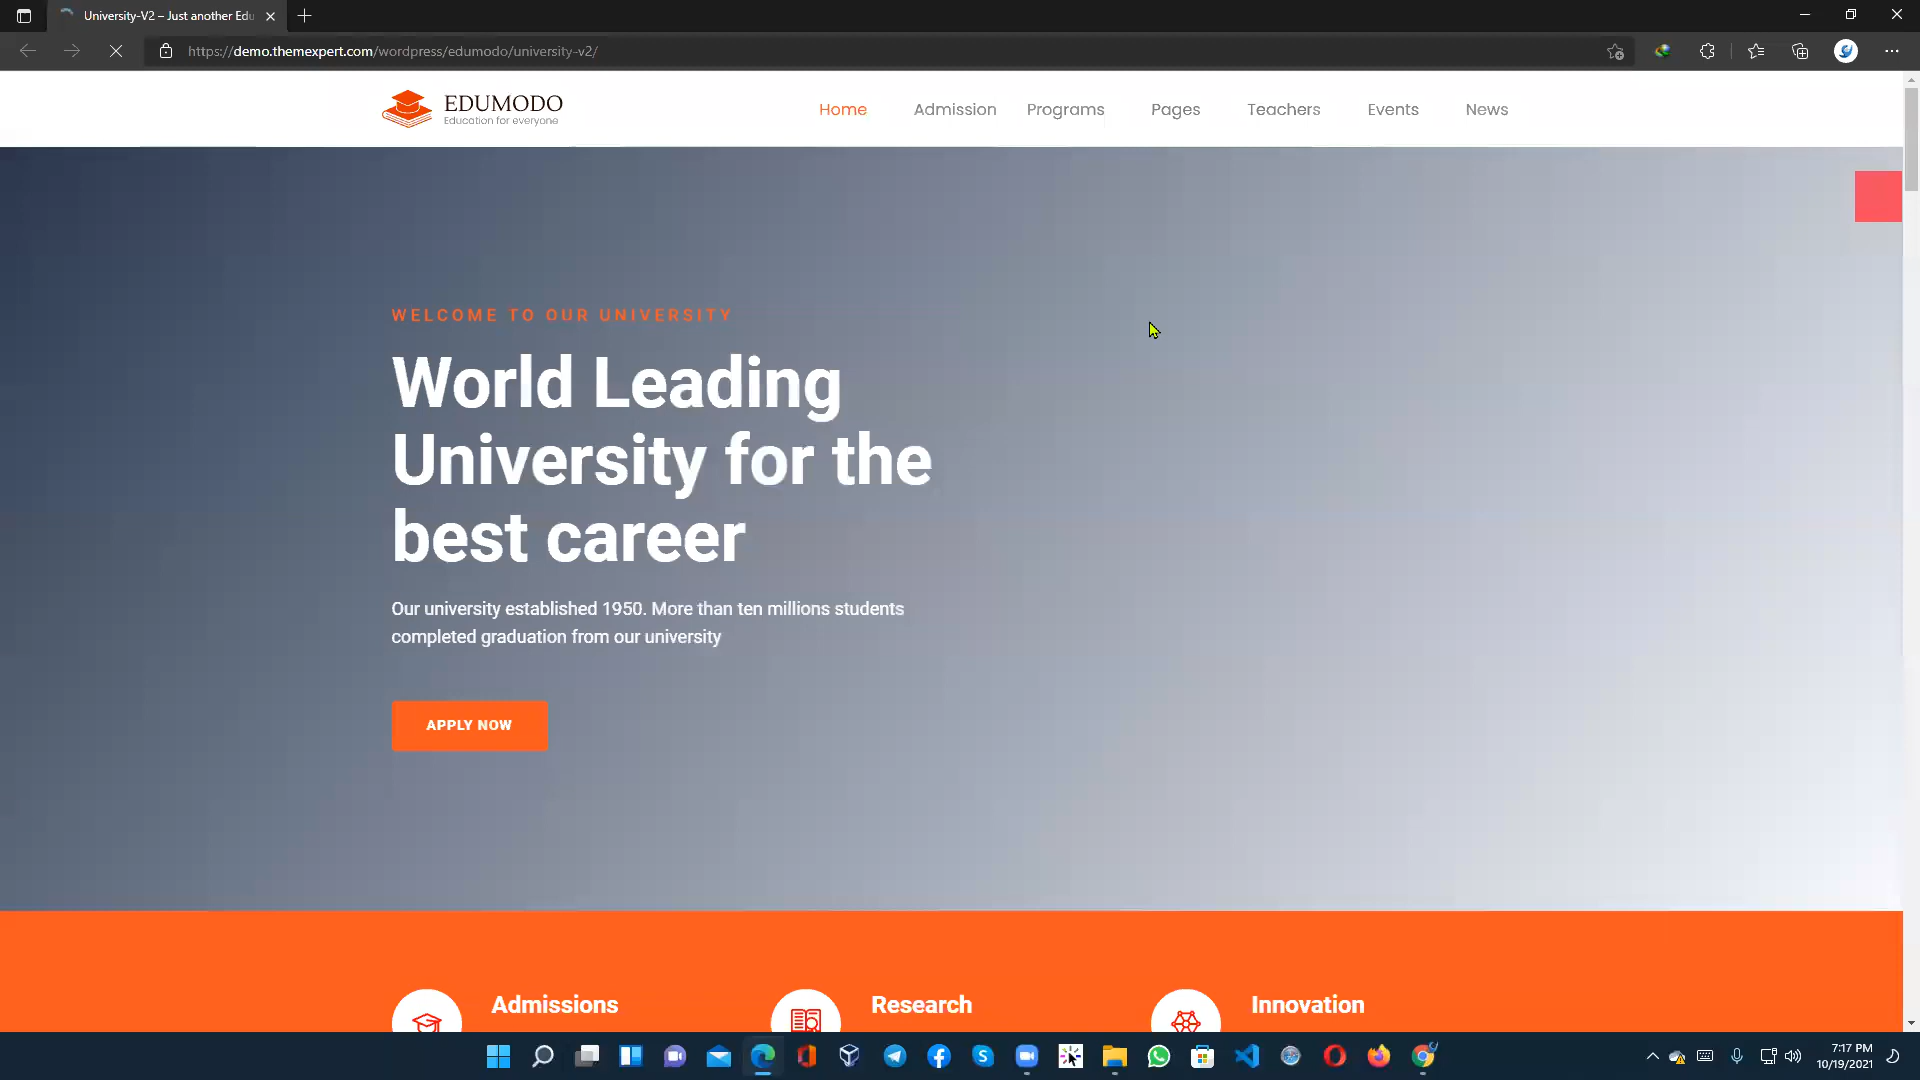 University-V2 – Just another Edu
https://demo.themexpert.com/wordpress/edumodo/university-v2/
EDUMODO
Education for everyone
Home Admission Programs Pages Teachers Events News
WELCOME TO OUR UNIVERSITY
World Leading
University for the
best career
Our university established 1950. More than ten millions students
completed graduation from our university
APPLY NOW
Admissions Research Innovation
7:17 PM
10/19/2021